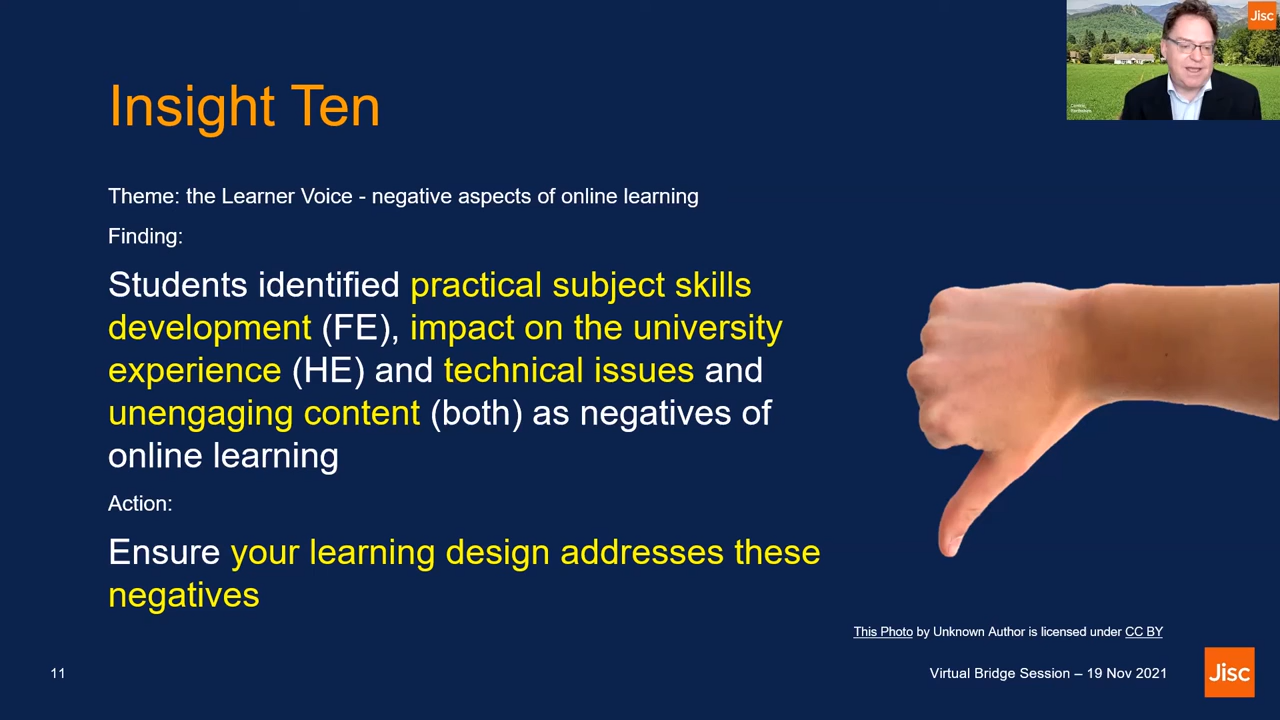 Jisc
Insight Ten
Theme: the Learner Voice - negative aspects of online learning
Finding:
Students identified practical subject skills
development (FE), impact on the university
experience (HE) and technical issues and
unengaging content (both) as negatives of
online learning
Action:
Ensure your learning design addresses these
negatives
This Photo by Unknown Author is licensed under CC BY
11
Virtual Bridge Session – 19 Nov 2021
Jisc